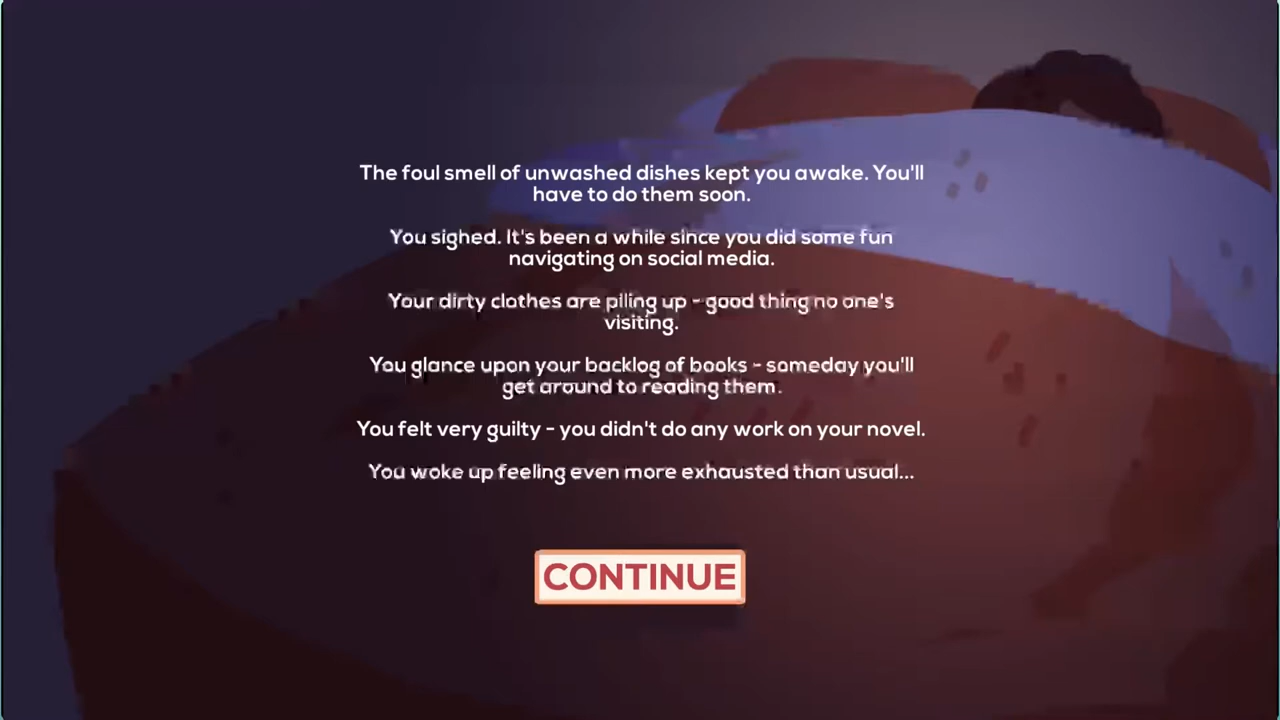 The foul smell of unwashed dishes kept you awake. You'll
have to do them soon.
You sighed. It's been a while since you did some fun
navigating on social media.
Your dirty clothes are piling up - good thing no one's
visiting.
You glance upon your backlog of books - someday you'll
get around to reading them.
You felt very guilty - you didn't do any work on your novel.
You woke up feeling even more exhausted than usual...
CONTINUE